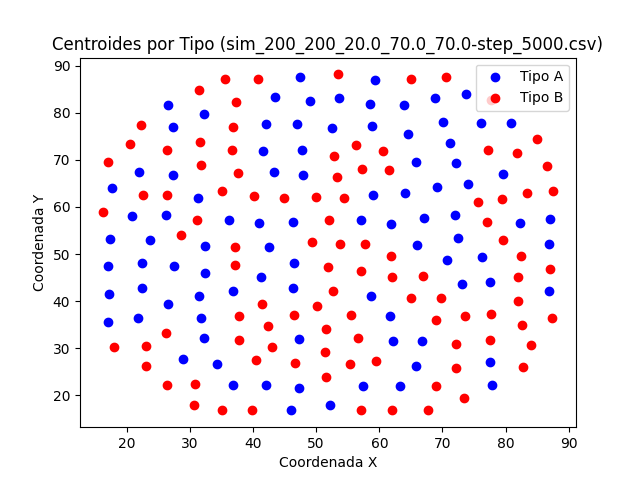 Centroides por Tipo (sim_200_200_20.0_70.0_70.0-step_5000.csv)
Tipo A
Tipo B
90
80
70
60
50
40
30
20
Coordenada Y
20 30 40 50 60 70 80 90
Coordenada X